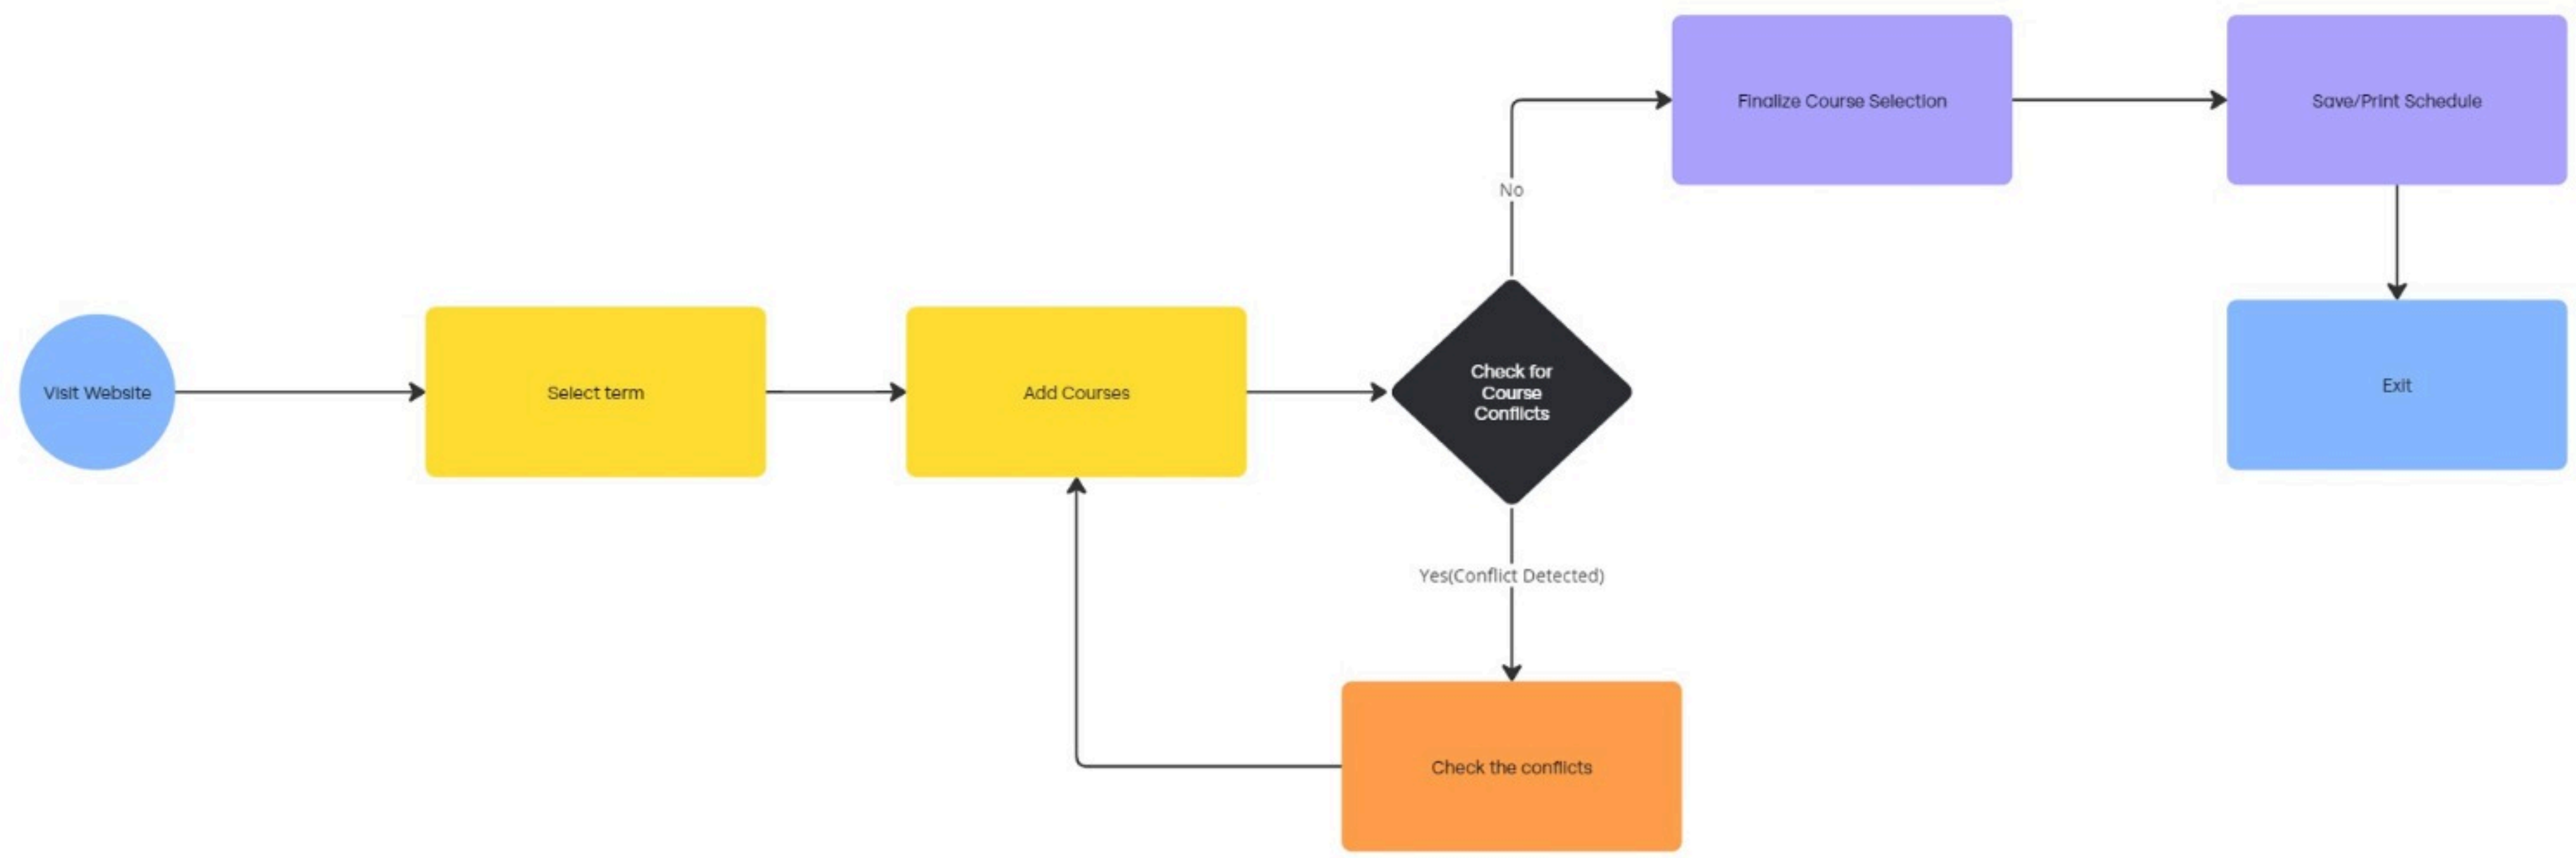 Finalize Course Selection
Save/Print Schedule
No
Visit Website
Select term
Add Courses
Check for
Course
Conflicts
Exit
Yes(Conflict Detected)
Check the conflicts